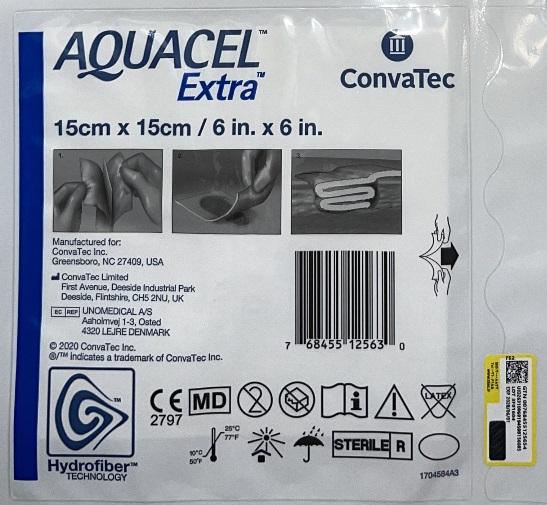 AQUACEL™
Extra™
ConvaTec
15cm x 15cm / 6 in. x 6 in.
1.
2.
3.
Manufactured for:
ConvaTec Inc.
Greensboro, NC 27409, USA
ConvaTec Limited
First Avenue, Deeside Industrial Park
Deeside, Flintshire, CH5 2NU, UK
EC REP UNOMEDICAL A/S
Aaholmvej 1-3, Osted
4320 LEJRE DENMARK
7 68455 12563 0
© 2020 ConvaTec Inc.
®/™ indicates a trademark of ConvaTec Inc.
Hydrofiber™
TECHNOLOGY
CE
2797
MD
2
i
LATEX
10°C
50°F
25°C
77°F
STERILE R
1704584A3